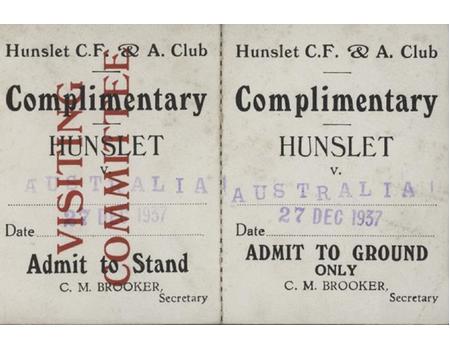 Hunslet C.F. & A. Club
Complimentary
HUNSLET
v.
AUSTRALIA
Date 27 DEC 1937
Admit to Stand
C. M. BROOKER,
Secretary
VISITING
COMMITTEE
Hunslet C.F. & A. Club
Complimentary
HUNSLET
v.
AUSTRALIA
Date 27 DEC 1937
ADMIT TO GROUND
ONLY
C. M. BROOKER,
Secretary